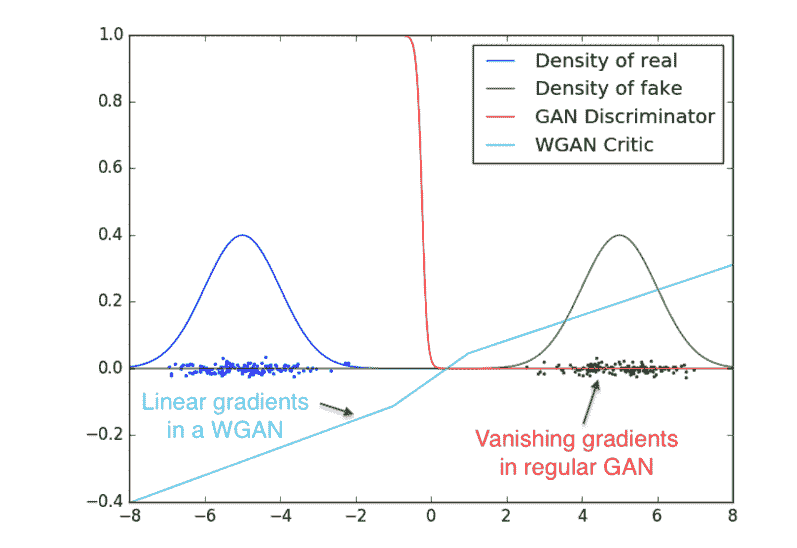 1.0
0.8
0.6
0.4
0.2
0.0
−0.2
−0.4
−8
−6
−4
−2
0
2
4
6
8
Density of real
Density of fake
GAN Discriminator
WGAN Critic
Linear gradients
in a WGAN
Vanishing gradients
in regular GAN